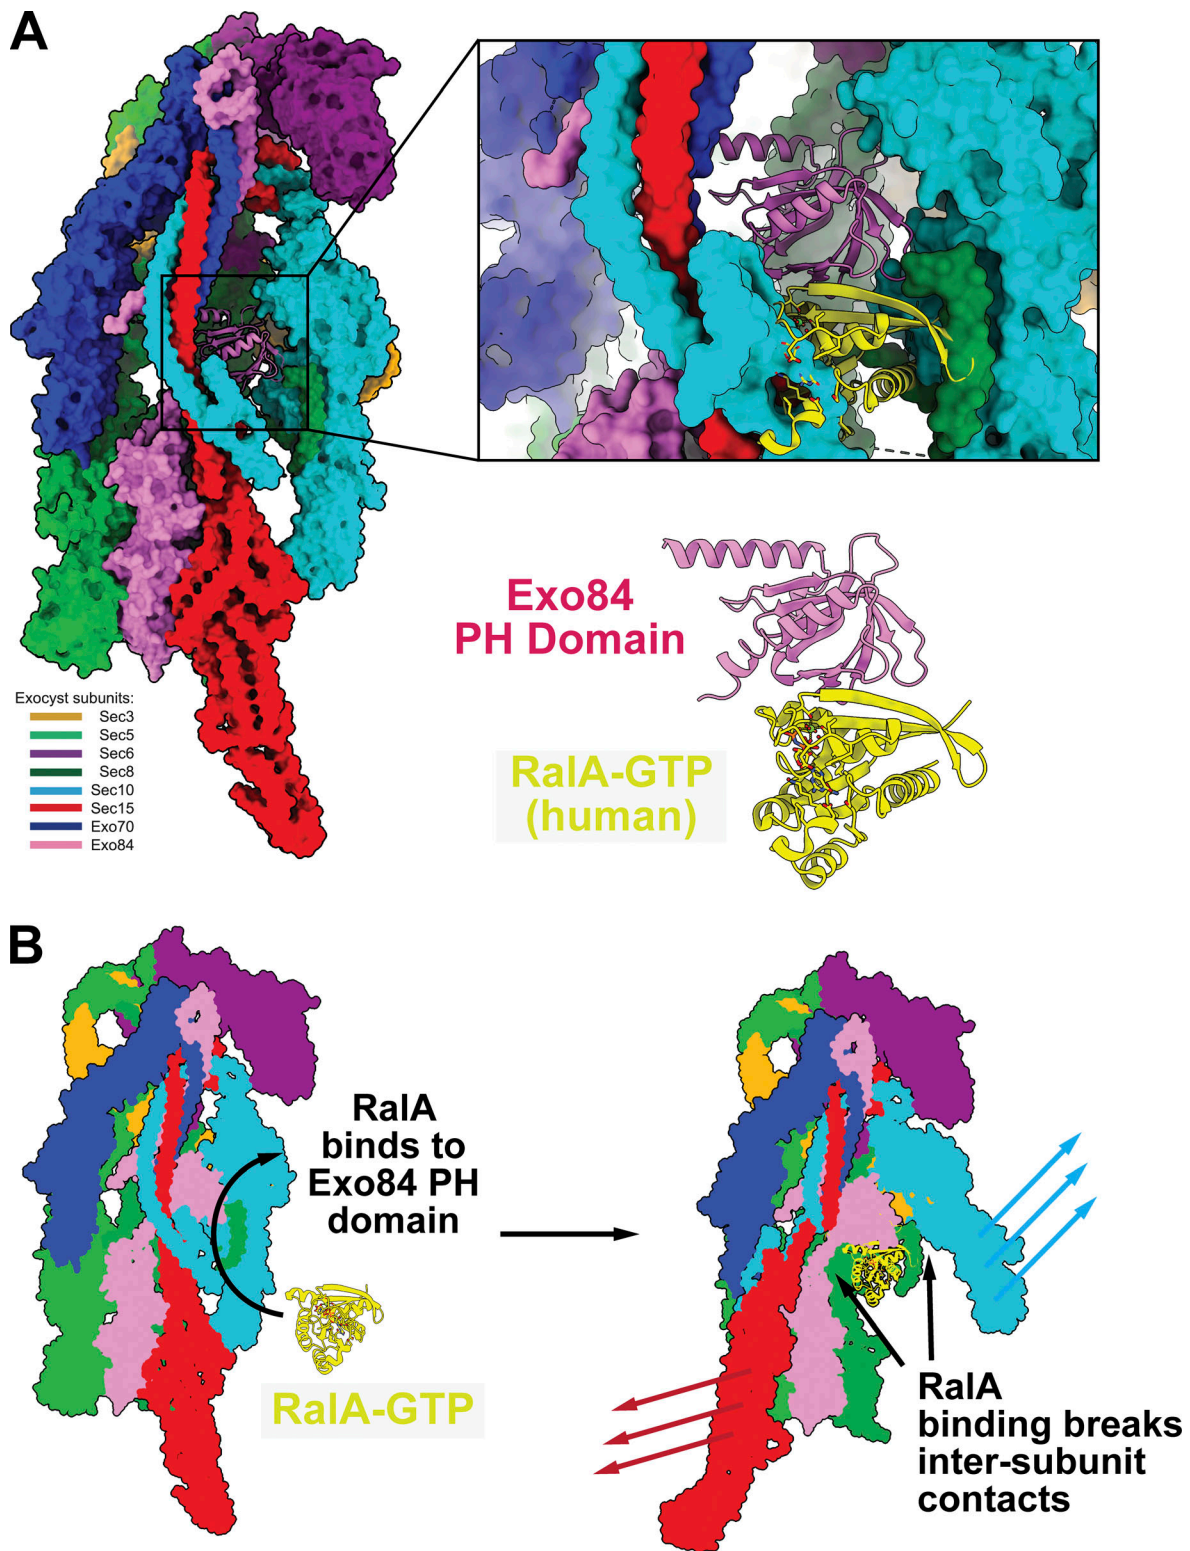 A
Exo84
PH Domain
Exocyst subunits:
Sec3
Sec5
Sec6
Sec8
Sec10
Sec15
Exo70
Exo84
RalA-GTP
(human)
B
RalA
binds to
Exo84 PH
domain
RalA-GTP
RalA
binding breaks
inter-subunit
contacts